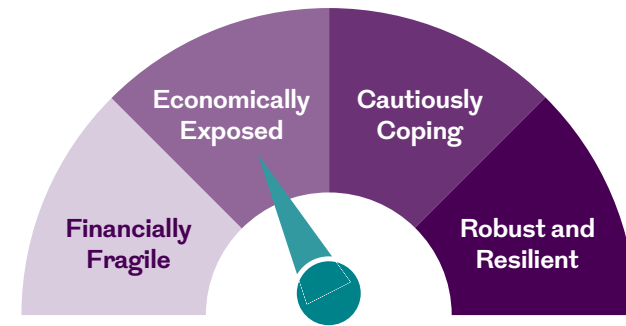 Economically
Exposed
Cautiously
Coping
Financially
Fragile
Robust and
Resilient